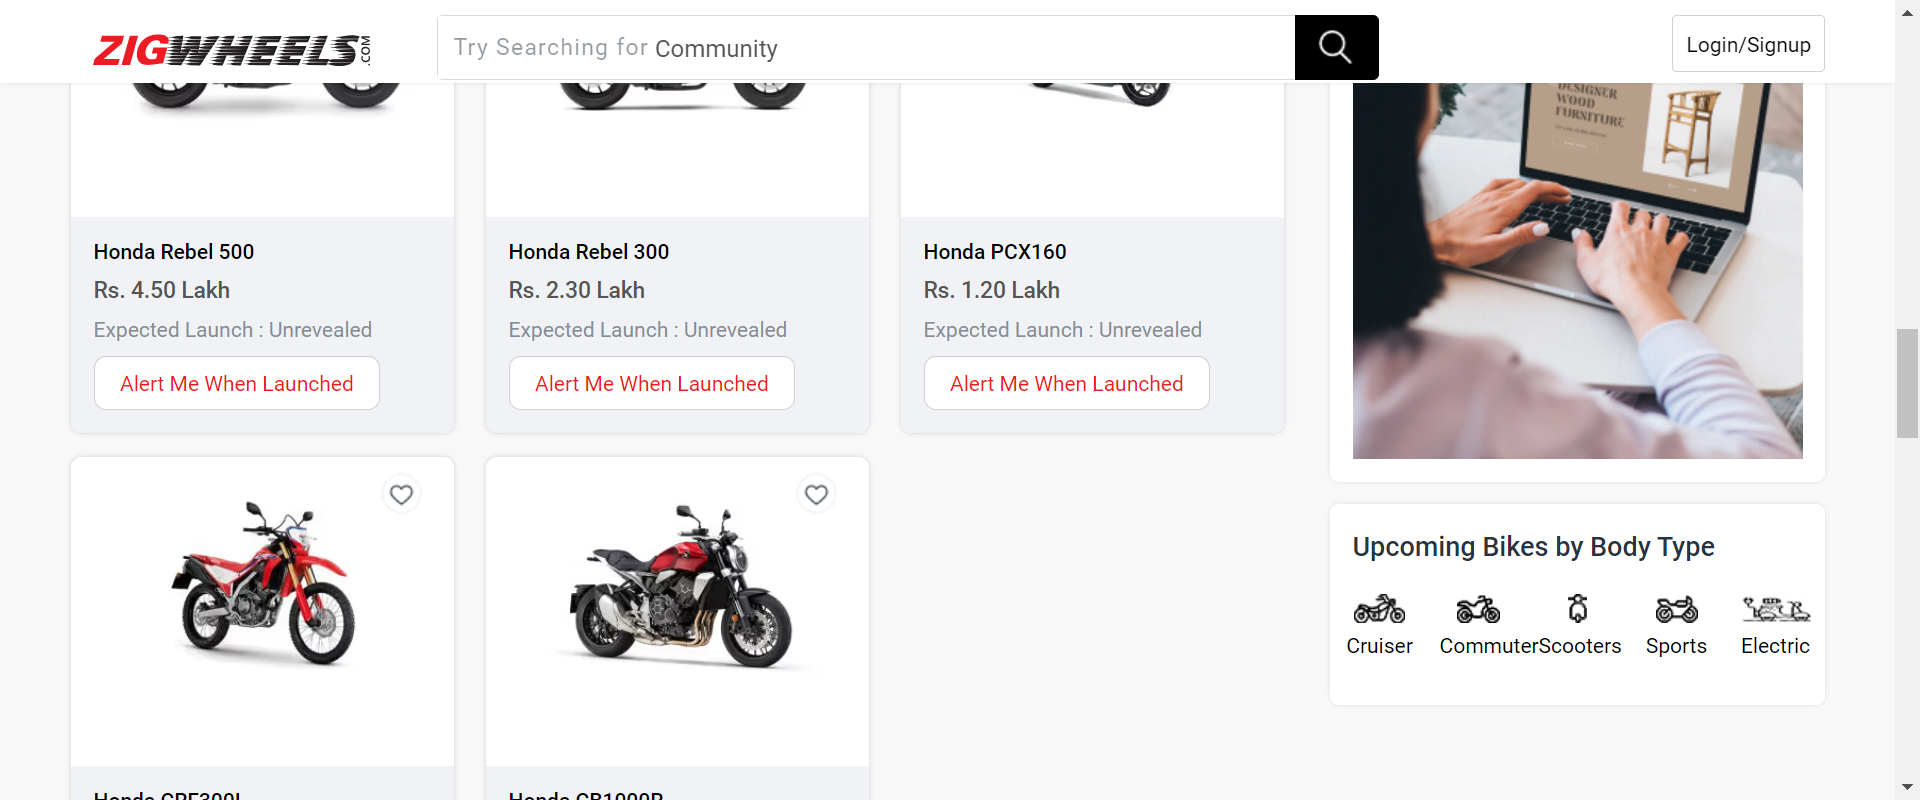 ZIGWHEELS.COM
Try Searching for Community
Login/Signup
DESIGNER
WOOD
FURNITURE
Honda Rebel 500
Rs. 4.50 Lakh
Expected Launch : Unrevealed
Alert Me When Launched
Honda Rebel 300
Rs. 2.30 Lakh
Expected Launch : Unrevealed
Alert Me When Launched
Honda PCX160
Rs. 1.20 Lakh
Expected Launch : Unrevealed
Alert Me When Launched
Upcoming Bikes by Body Type
Cruiser
Commuter
Scooters
Sports
Electric
Honda CRF300L
Honda CB1000R